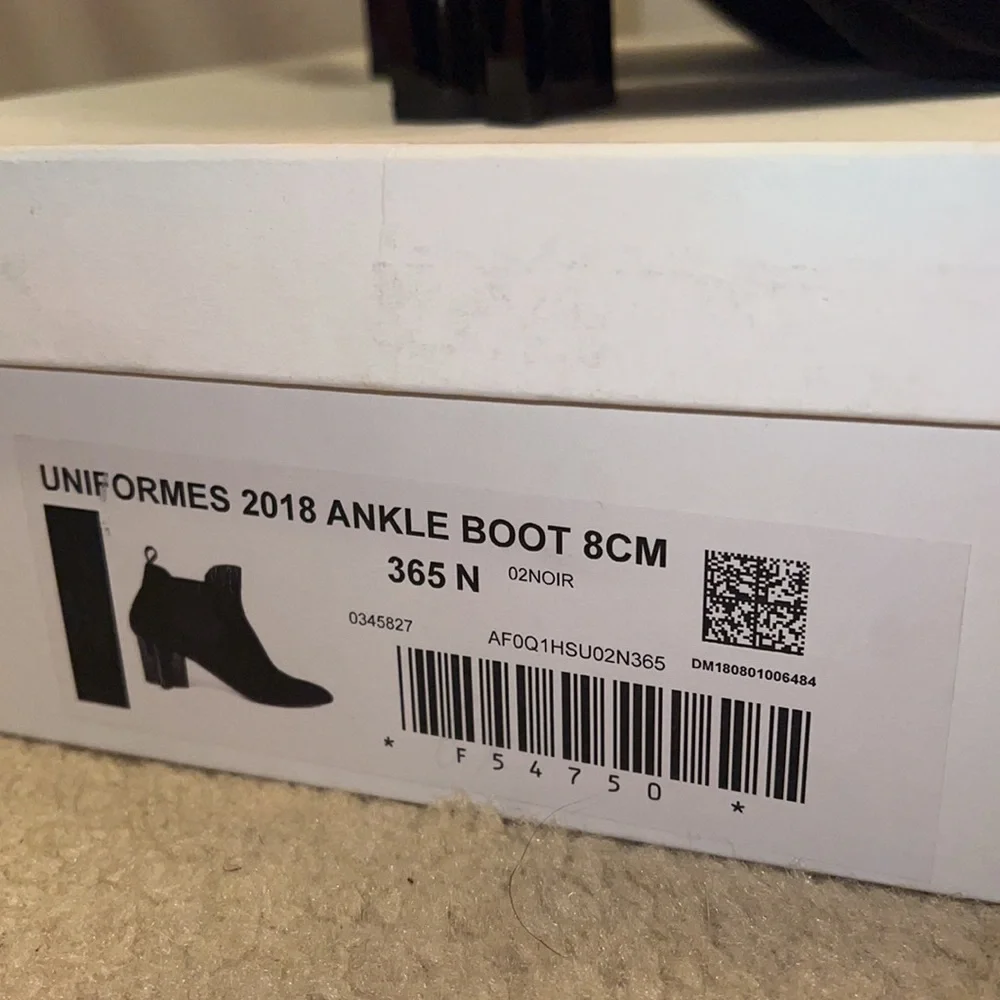 UNIFORMES 2018 ANKLE BOOT 8CM
365 N 02NOIR
0345827 AF0Q1HSU02N365
DM180801006484
* F54750 *